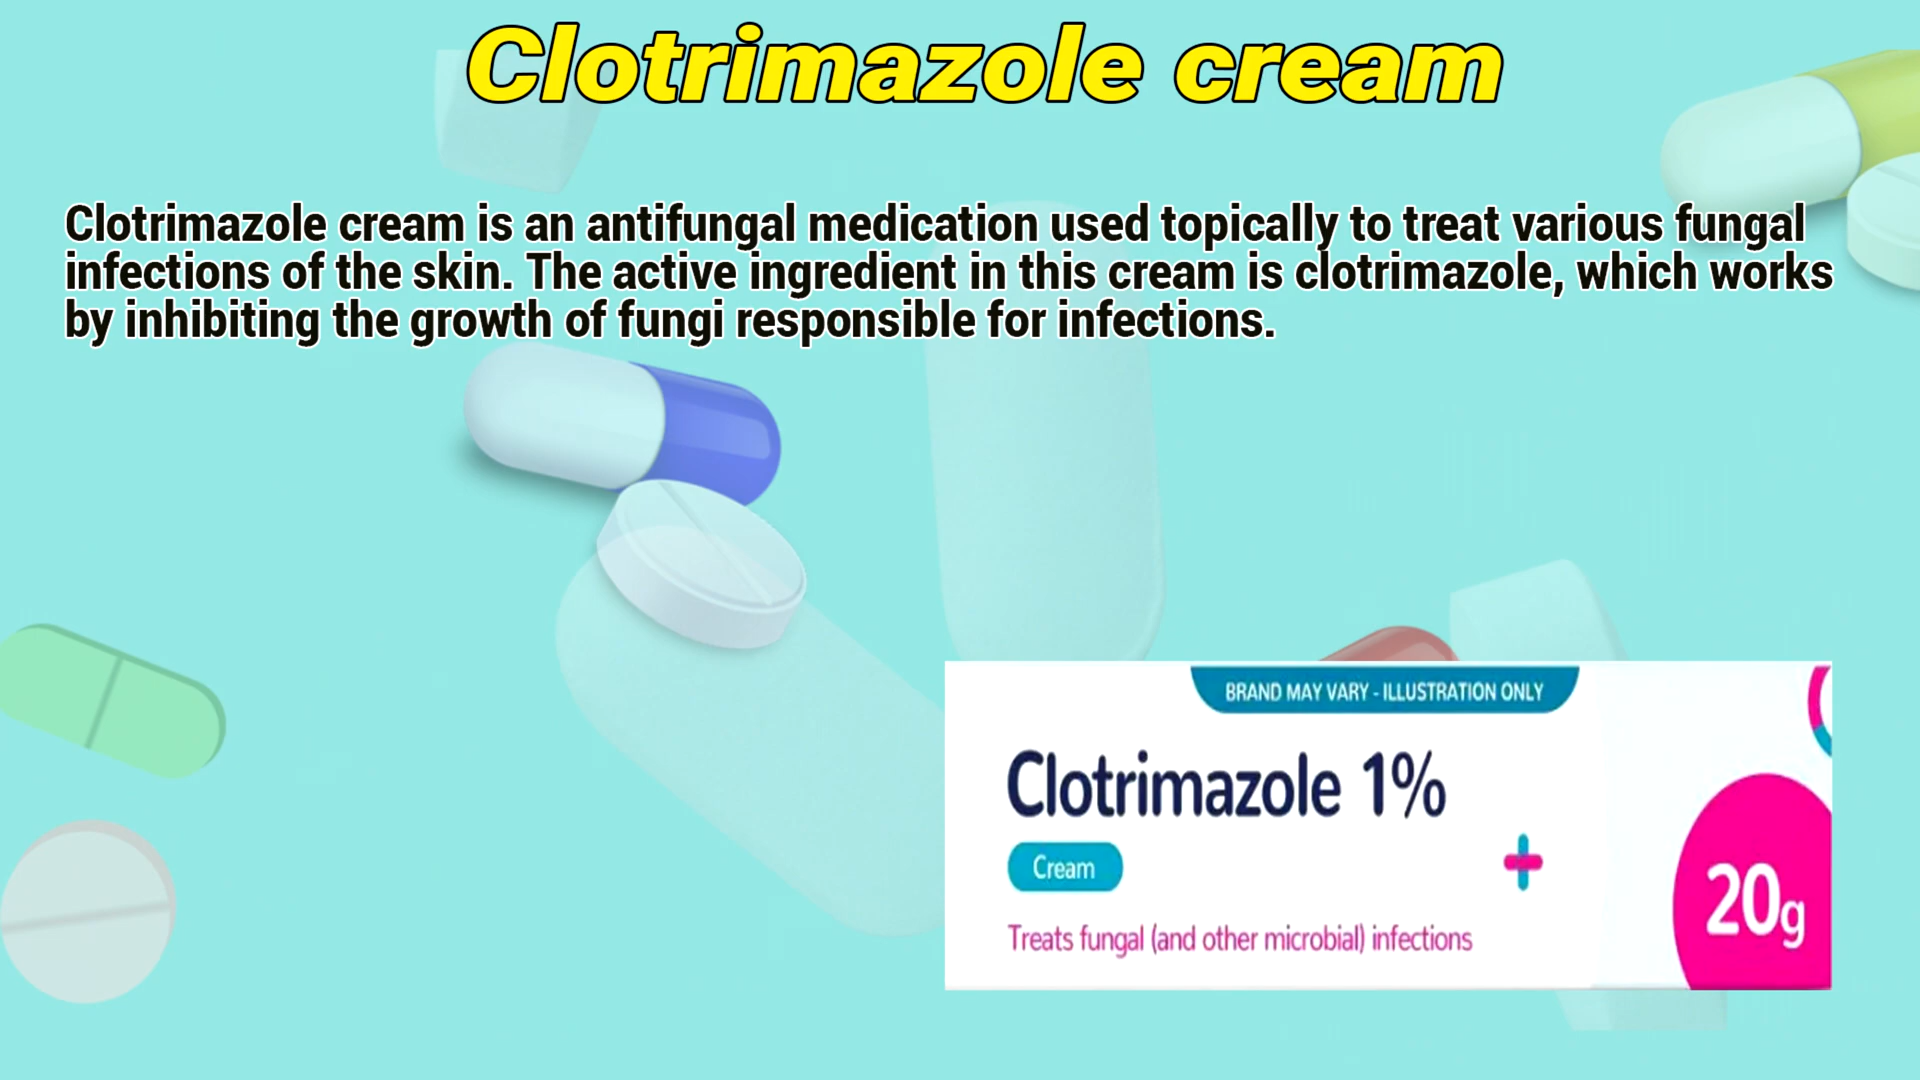 Clotrimazole cream
Clotrimazole cream is an antifungal medication used topically to treat various fungal
infections of the skin. The active ingredient in this cream is clotrimazole, which works
by inhibiting the growth of fungi responsible for infections.
BRAND MAY VARY - ILLUSTRATION ONLY
Clotrimazole 1%
Cream
Treats fungal (and other microbial) infections
20g